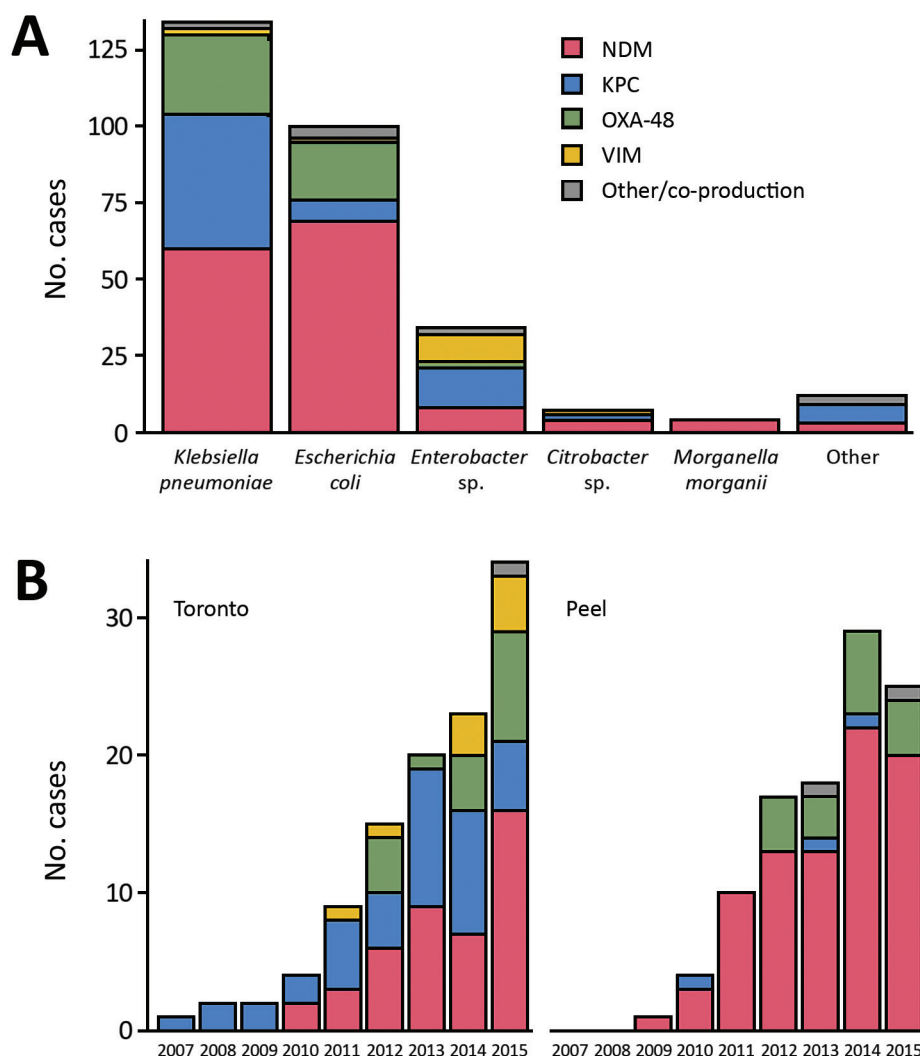 A
NDM
KPC
OXA-48
VIM
Other/co-production
No. cases
125
100
75
50
25
0
Klebsiella Escherichia Enterobacter Citrobacter Morganella Other
pneumoniae coli sp. sp. morganii
B
Toronto Peel
No. cases
30
20
10
0
2007 2008 2009 2010 2011 2012 2013 2014 2015 2007 2008 2009 2010 2011 2012 2013 2014 2015